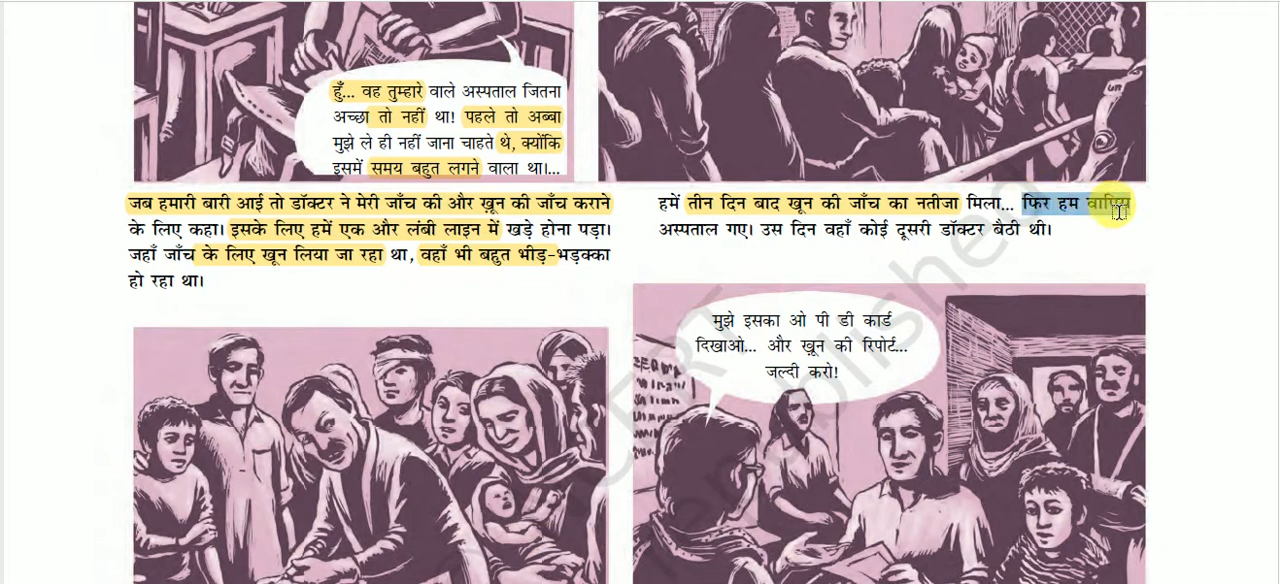 हुँ... वह तुम्हारे वाले अस्पताल जितना
अच्छा तो नहीं था! पहले तो अब्बा
मुझे ले ही नहीं जाना चाहते थे, क्योंकि
इसमें समय बहुत लगने वाला था।...
जब हमारी बारी आई तो डॉक्टर ने मेरी जाँच की और ख़ून की जाँच कराने
के लिए कहा। इसके लिए हमें एक और लंबी लाइन में खड़े होना पड़ा।
जहाँ जाँच के लिए खून लिया जा रहा था, वहाँ भी बहुत भीड़-भड़क्का
हो रहा था।
हमें तीन दिन बाद खून की जाँच का नतीजा मिला... फिर हम वापिस
अस्पताल गए। उस दिन वहाँ कोई दूसरी डॉक्टर बैठी थी।
मुझे इसका ओ पी डी कार्ड
दिखाओ... और ख़ून की रिपोर्ट...
जल्दी करो!